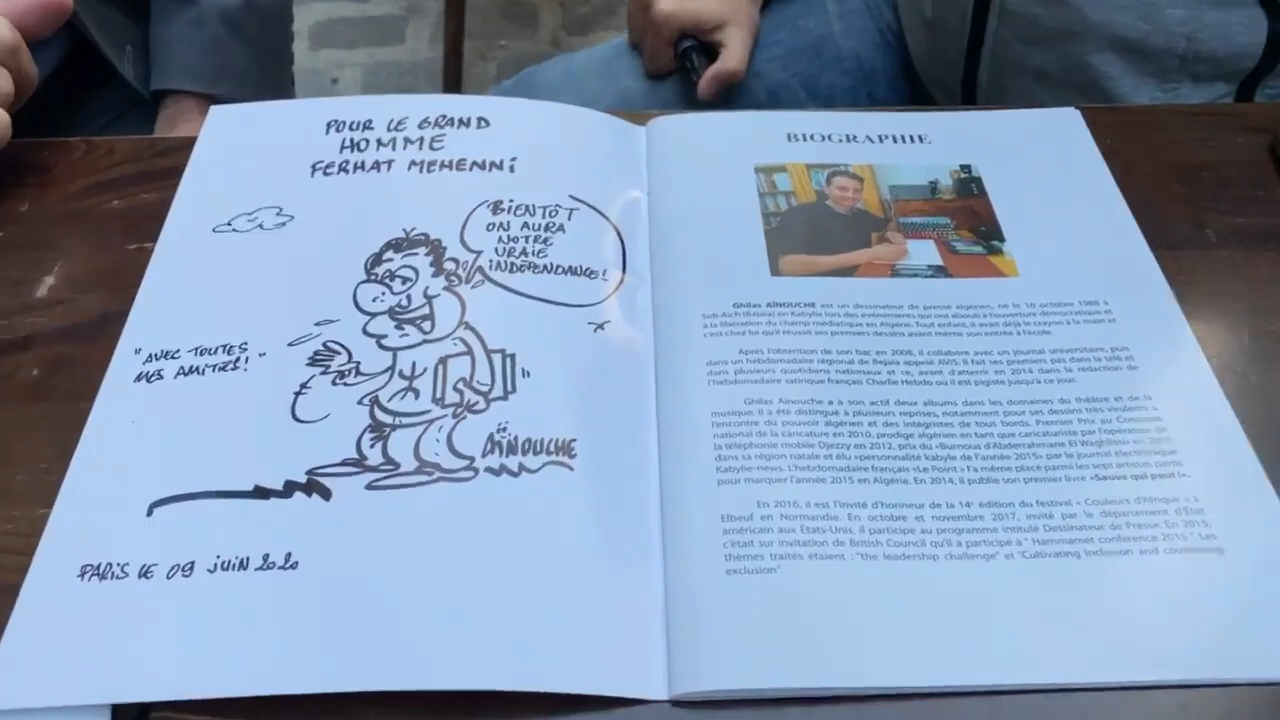 POUR LE GRAND
HOMME
FERHAT MEHENNi
BiENTÔT
ON AURA
NOTRE
VRAiE
iNDÉPENDANCE!
"AVEC TOUTES
MES AMiTiÉS!"
AÏNOUCHE
PARiS LE 09 JUiN 2020
BIOGRAPHIE
Ghilas AÏNOUCHE est un dessinateur de presse algérien, né le 10 octobre 1988 à
Sidi-Aïch (Béjaïa) en Kabylie lors des événements qui ont abouti à l'ouverture démocratique et
à la libération du champ médiatique en Algérie. Tout enfant, il avait déjà le crayon à la main et
c'est chez lui qu'il réussit ses premiers dessins avant même son entrée à l'école.
Après l'obtention de son bac en 2008, il collabore avec un journal universitaire, puis
dans un hebdomadaire régional de Bejaïa appelé AVIS. Il fait ses premiers pas dans la télé et
dans plusieurs quotidiens nationaux et ce, avant d'atterrir en 2014 dans la rédaction de
l'hebdomadaire satirique français Charlie Hebdo où il est pigiste jusqu'à ce jour.
Ghilas Aïnouche a à son actif deux albums dans les domaines du théâtre et de la
musique. Il a été distingué à plusieurs reprises, notamment pour ses dessins très virulents à
l'encontre du pouvoir algérien et des intégristes de tous bords. Premier Prix au
national de la caricature en 2010, prodige algérien en tant que caricaturiste par l'opérateur de
la téléphonie mobile Djezzy en 2012, prix du «Burnous d'Abderrahmane El Waghlissi» en
dans sa région natale et élu «personnalité kabyle de l'année 2015» par le journal électronique
Kabylie-news. L'hebdomadaire français «Le Point» l'a même placé parmi les sept artistes partis
pour marquer l'année 2015 en Algérie. En 2014, il publie son premier livre «Sauve qui peut!».
En 2016, il est l'invité d'honneur de la 14e édition du festival « Couleurs d'Afrique » à
Elbeuf en Normandie. En octobre et novembre 2017, invité par le département d'État
américain aux États-Unis, il participe au programme intitulé Dessinateur de Presse. En 2015,
c'était sur invitation de British Council qu'il a participé à " Hammamet conference 2015 ". Les
thèmes traités étaient : "the leadership challenge" et "Cultivating and
exclusion".